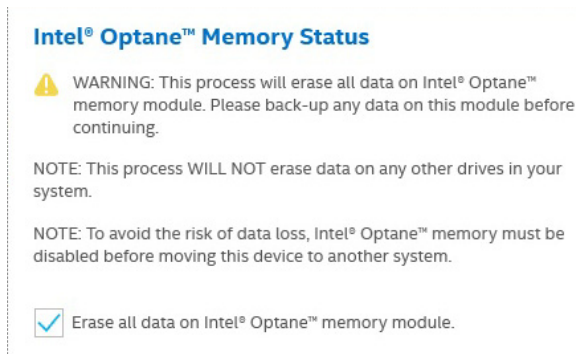 Intel® Optane™ Memory Status
WARNING: This process will erase all data on Intel® Optane™
memory module. Please back-up any data on this module before
continuing.
NOTE: This process WILL NOT erase data on any other drives in your
system.
NOTE: To avoid the risk of data loss, Intel® Optane™ memory must be
disabled before moving this device to another system.
Erase all data on Intel® Optane™ memory module.